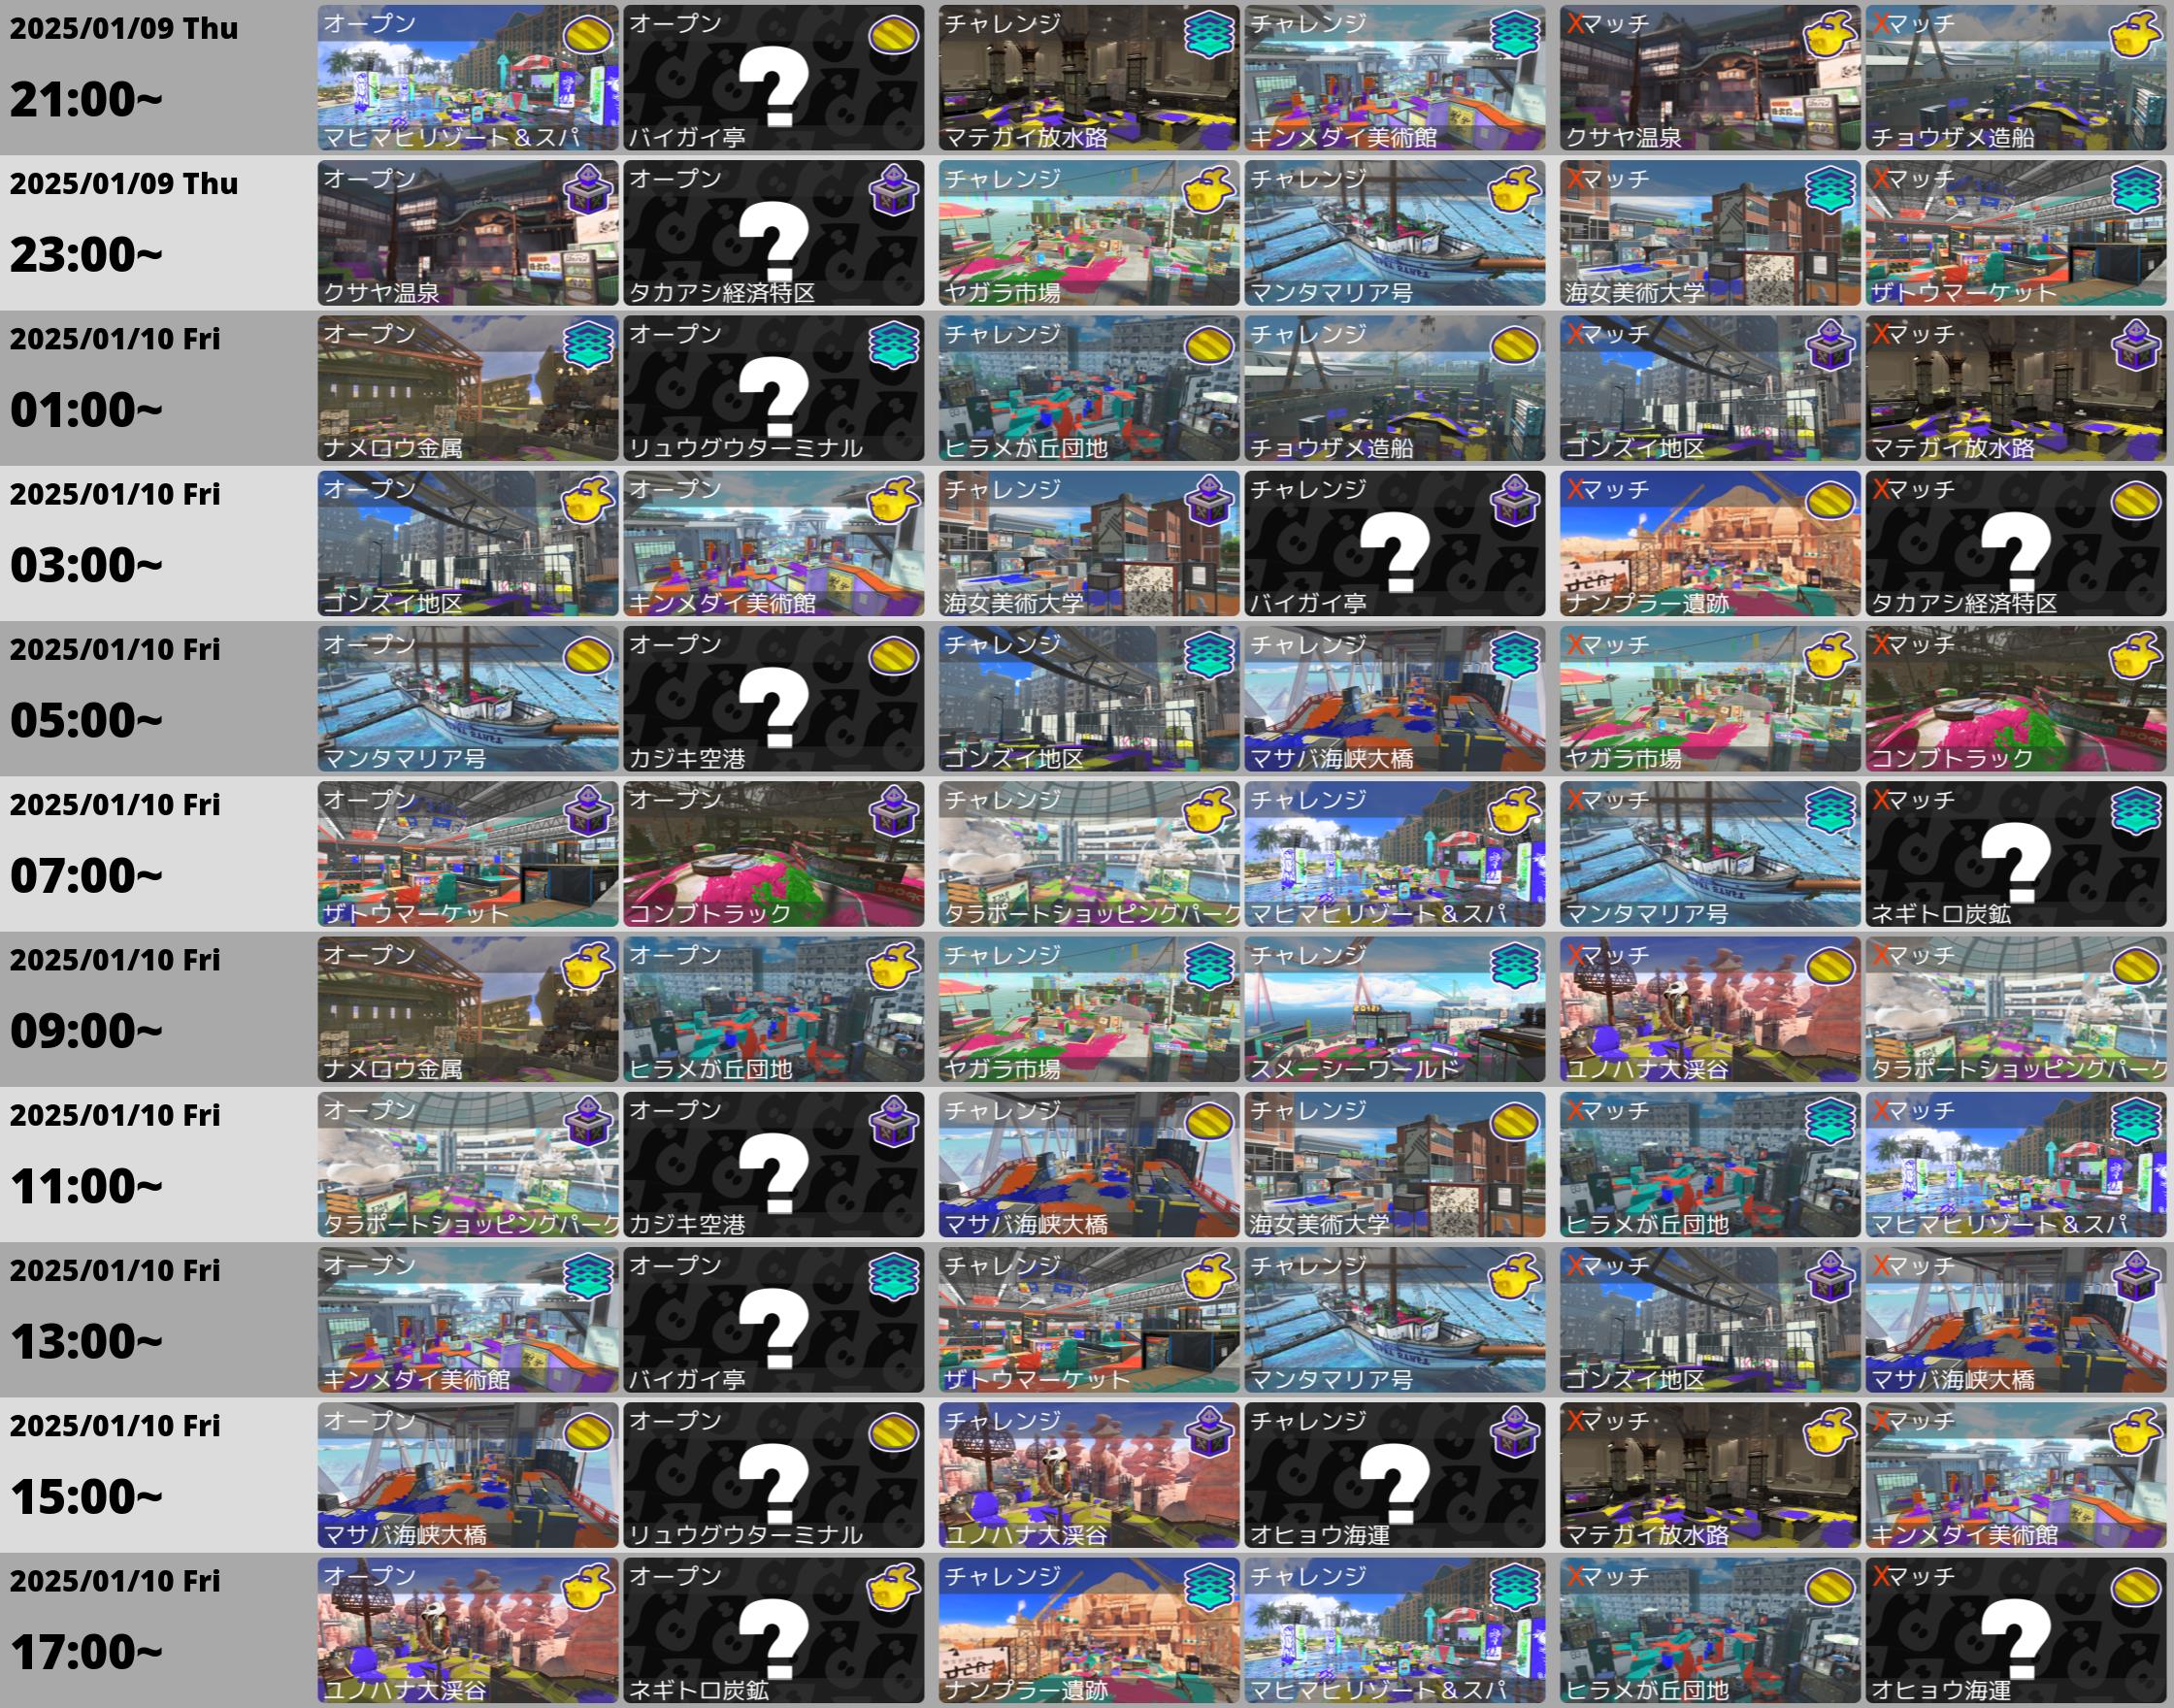 2025/01/09 Thu
21:00~
オープン
マヒマヒリゾート＆スパ
オープン
バイガイ亭
チャレンジ
マテガイ放水路
チャレンジ
キンメダイ美術館
Xマッチ
クサヤ温泉
Xマッチ
チョウザメ造船
2025/01/09 Thu
23:00~
オープン
クサヤ温泉
オープン
タカアシ経済特区
チャレンジ
ヤガラ市場
チャレンジ
マンタマリア号
Xマッチ
海女美術大学
Xマッチ
ザトウマーケット
2025/01/10 Fri
01:00~
オープン
ナメロウ金属
オープン
リュウグウターミナル
チャレンジ
ヒラメが丘団地
チャレンジ
チョウザメ造船
Xマッチ
ゴンズイ地区
Xマッチ
マテガイ放水路
2025/01/10 Fri
03:00~
オープン
ゴンズイ地区
オープン
キンメダイ美術館
チャレンジ
海女美術大学
チャレンジ
バイガイ亭
Xマッチ
ナンプラー遺跡
Xマッチ
タカアシ経済特区
2025/01/10 Fri
05:00~
オープン
マンタマリア号
オープン
カジキ空港
チャレンジ
ゴンズイ地区
チャレンジ
マサバ海峡大橋
Xマッチ
ヤガラ市場
Xマッチ
コンブトラック
2025/01/10 Fri
07:00~
オープン
ザトウマーケット
オープン
コンブトラック
チャレンジ
タラポートショッピングパーク
チャレンジ
マヒマヒリゾート＆スパ
Xマッチ
マンタマリア号
Xマッチ
ネギトロ炭鉱
2025/01/10 Fri
09:00~
オープン
ナメロウ金属
オープン
ヒラメが丘団地
チャレンジ
ヤガラ市場
チャレンジ
スメーシーワールド
Xマッチ
ユノハナ大渓谷
Xマッチ
タラポートショッピングパーク
2025/01/10 Fri
11:00~
オープン
タラポートショッピングパーク
オープン
カジキ空港
チャレンジ
マサバ海峡大橋
チャレンジ
海女美術大学
Xマッチ
ヒラメが丘団地
Xマッチ
マヒマヒリゾート＆スパ
2025/01/10 Fri
13:00~
オープン
キンメダイ美術館
オープン
バイガイ亭
チャレンジ
ザトウマーケット
チャレンジ
マンタマリア号
Xマッチ
ゴンズイ地区
Xマッチ
マサバ海峡大橋
2025/01/10 Fri
15:00~
オープン
マサバ海峡大橋
オープン
リュウグウターミナル
チャレンジ
ユノハナ大渓谷
チャレンジ
オヒョウ海運
Xマッチ
マテガイ放水路
Xマッチ
キンメダイ美術館
2025/01/10 Fri
17:00~
オープン
ユノハナ大渓谷
オープン
ネギトロ炭鉱
チャレンジ
ナンプラー遺跡
チャレンジ
マヒマヒリゾート＆スパ
Xマッチ
ヒラメが丘団地
Xマッチ
オヒョウ海運